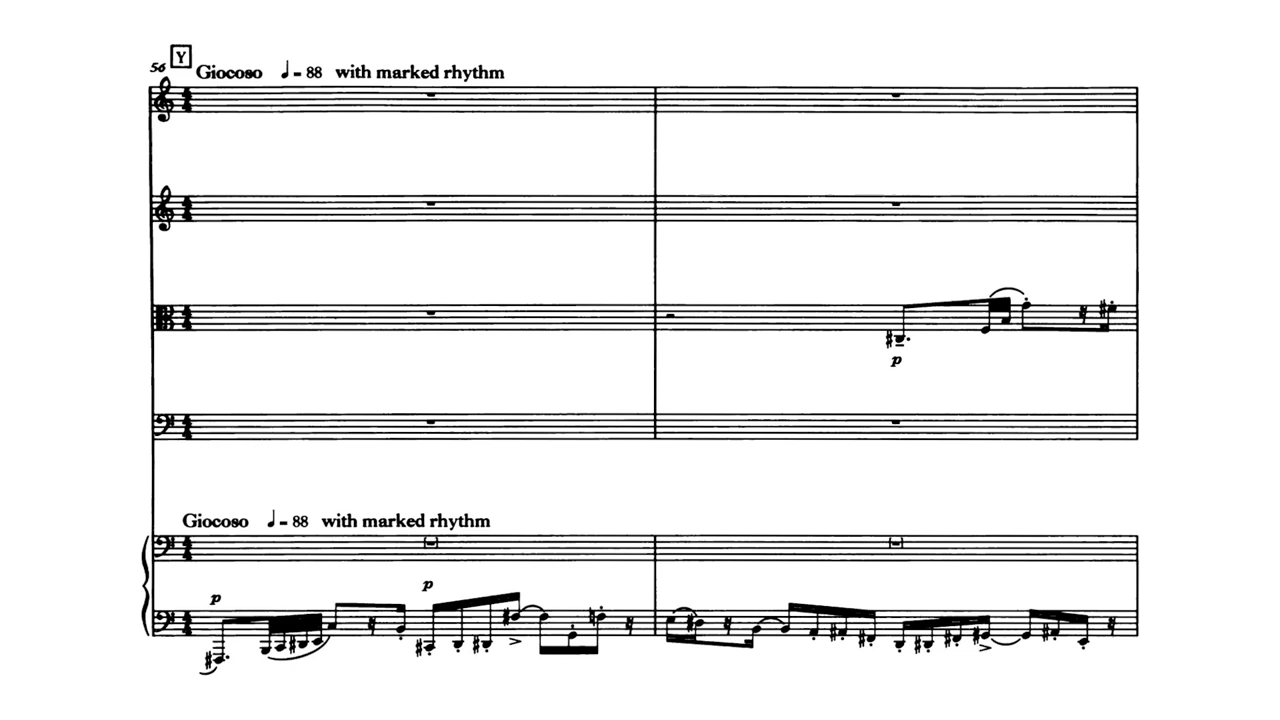 56 Y
Giocoso ♩= 88 with marked rhythm
p
Giocoso ♩= 88 with marked rhythm
p
p